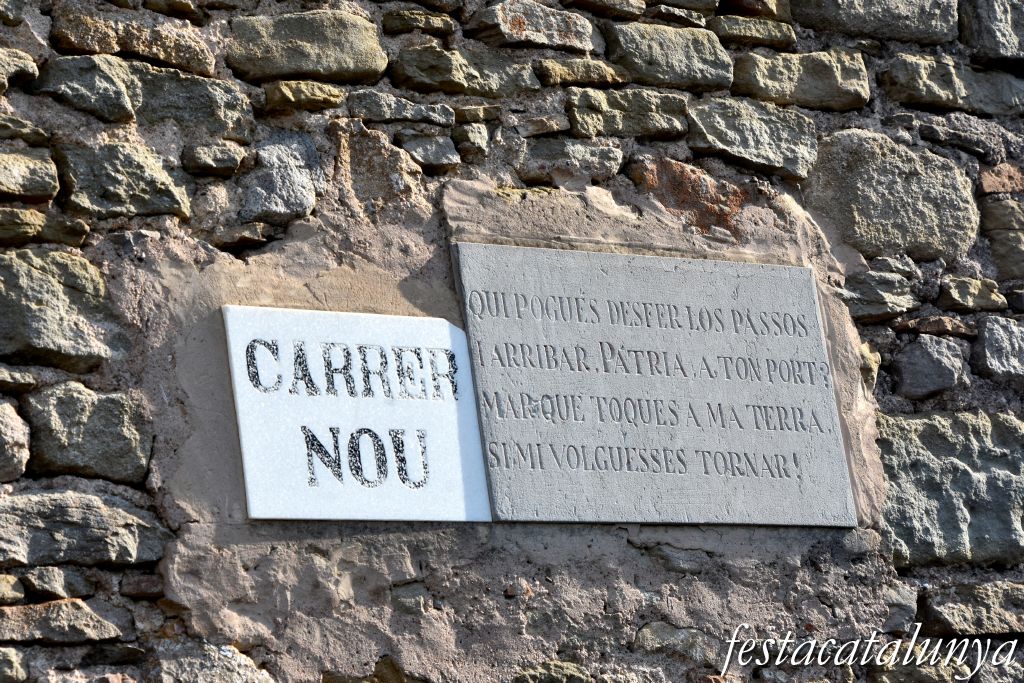 CARRER
NOU
QUI POGUÉS DESFER LOS PASSOS
I ARRIBAR, PÁTRIA, A TON PORT?
MAR QUE TOQUES A MA TERRA,
SI MI VOLGUESSES TORNAR!
festacatalunya